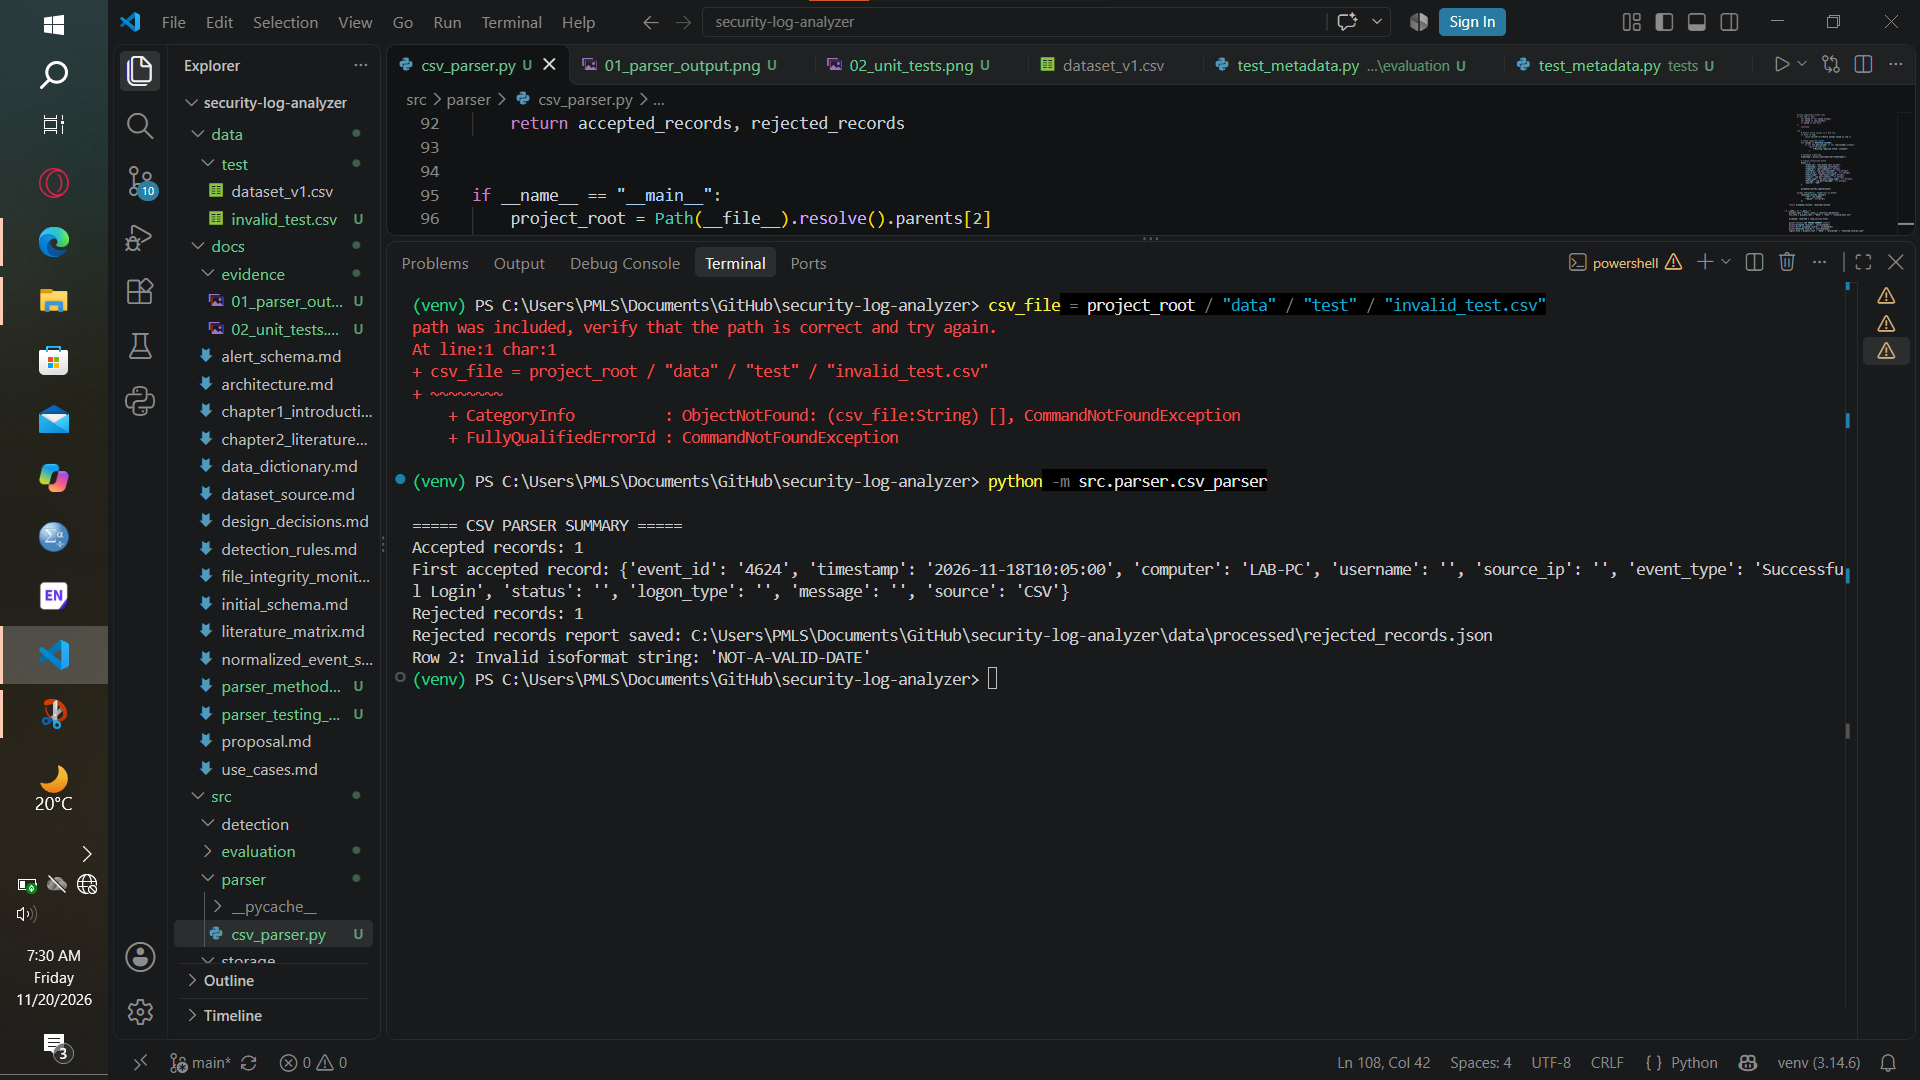 File Edit Selection View Go Run Terminal Help
security-log-analyzer
Sign In
Explorer
csv_parser.py U
01_parser_output.png U
02_unit_tests.png U
dataset_v1.csv
test_metadata.py ...\evaluation U
test_metadata.py tests U
src > parser > csv_parser.py > ...
92 return accepted_records, rejected_records
93
94
95 if __name__ == "__main__":
96 project_root = Path(__file__).resolve().parents[2]
security-log-analyzer
data
test
dataset_v1.csv
invalid_test.csv U
docs
evidence
01_parser_out... U
02_unit_tests.... U
alert_schema.md
architecture.md
chapter1_introducti...
chapter2_literature...
data_dictionary.md
dataset_source.md
design_decisions.md
detection_rules.md
file_integrity_monit...
initial_schema.md
literature_matrix.md
normalized_event_s...
parser_method... U
parser_testing_... U
proposal.md
use_cases.md
src
detection
evaluation
parser
__pycache__
csv_parser.py U
storage
Outline
Timeline
10
Problems Output Debug Console Terminal Ports
powershell
(venv) PS C:\Users\PMLS\Documents\GitHub\security-log-analyzer> csv_file = project_root / "data" / "test" / "invalid_test.csv"
path was included, verify that the path is correct and try again.
At line:1 char:1
+ csv_file = project_root / "data" / "test" / "invalid_test.csv"
+ ~~~~~~~~
+ CategoryInfo : ObjectNotFound: (csv_file:String) [], CommandNotFoundException
+ FullyQualifiedErrorId : CommandNotFoundException
(venv) PS C:\Users\PMLS\Documents\GitHub\security-log-analyzer> python -m src.parser.csv_parser
===== CSV PARSER SUMMARY =====
Accepted records: 1
First accepted record: {'event_id': '4624', 'timestamp': '2026-11-18T10:05:00', 'computer': 'LAB-PC', 'username': '', 'source_ip': '', 'event_type': 'Successfu
l Login', 'status': '', 'logon_type': '', 'message': '', 'source': 'CSV'}
Rejected records: 1
Rejected records report saved: C:\Users\PMLS\Documents\GitHub\security-log-analyzer\data\processed\rejected_records.json
Row 2: Invalid isoformat string: 'NOT-A-VALID-DATE'
(venv) PS C:\Users\PMLS\Documents\GitHub\security-log-analyzer>
EN
20°C
7:30 AM
Friday
11/20/2026
3
main* 0 0
Ln 108, Col 42 Spaces: 4 UTF-8 CRLF { } Python venv (3.14.6)